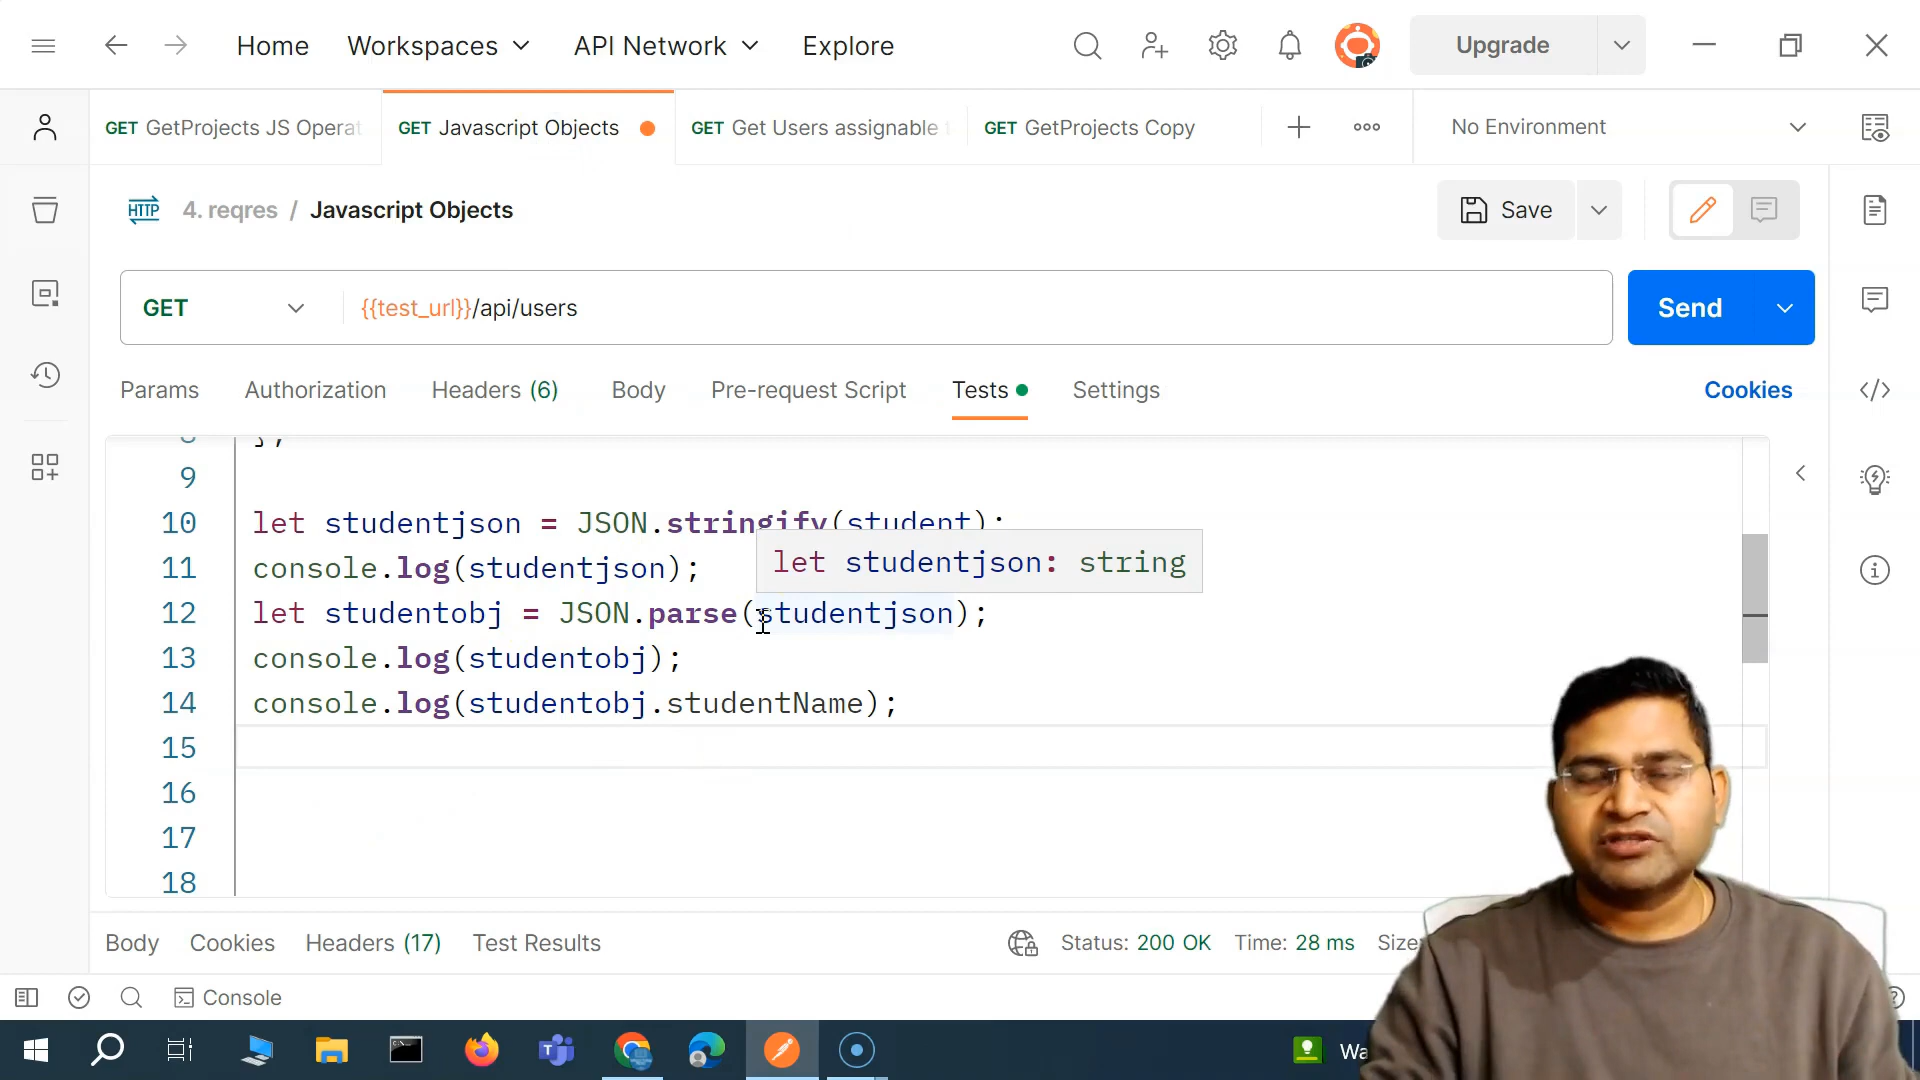 Home Workspaces API Network Explore Upgrade
GET GetProjects JS Operat GET Javascript Objects GET Get Users assignable GET GetProjects Copy No Environment
HTTP 4. reqres / Javascript Objects Save
GET {{test_url}}/api/users Send
Params Authorization Headers (6) Body Pre-request Script Tests Settings Cookies
8 };
9
10 let studentjson = JSON.stringify(student);
let studentjson: string
11 console.log(studentjson);
12 let studentobj = JSON.parse(studentjson);
13 console.log(studentobj);
14 console.log(studentobj.studentName);
15
16
17
18
Body Cookies Headers (17) Test Results Status: 200 OK Time: 28 ms Size:
Console
Wa